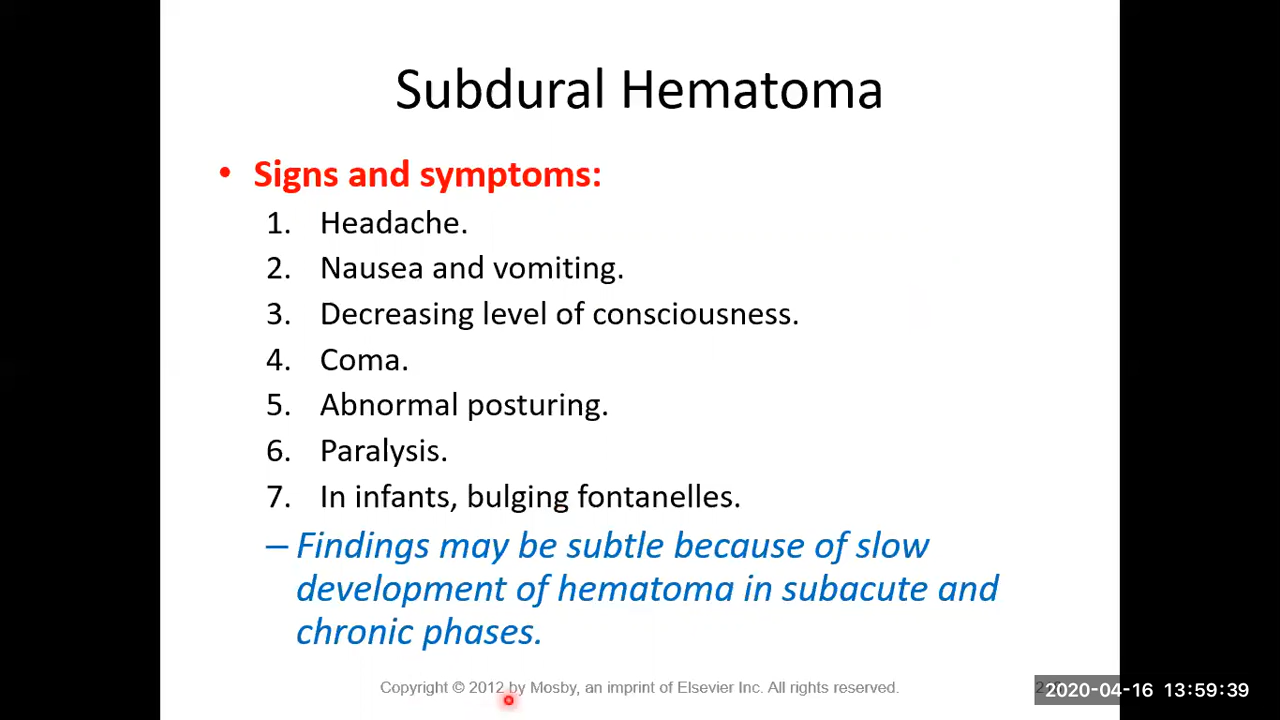 Subdural Hematoma
• Signs and symptoms:
1. Headache.
2. Nausea and vomiting.
3. Decreasing level of consciousness.
4. Coma.
5. Abnormal posturing.
6. Paralysis.
7. In infants, bulging fontanelles.
– Findings may be subtle because of slow
development of hematoma in subacute and
chronic phases.
Copyright © 2012 by Mosby, an imprint of Elsevier Inc. All rights reserved.
2020-04-16 13:59:39